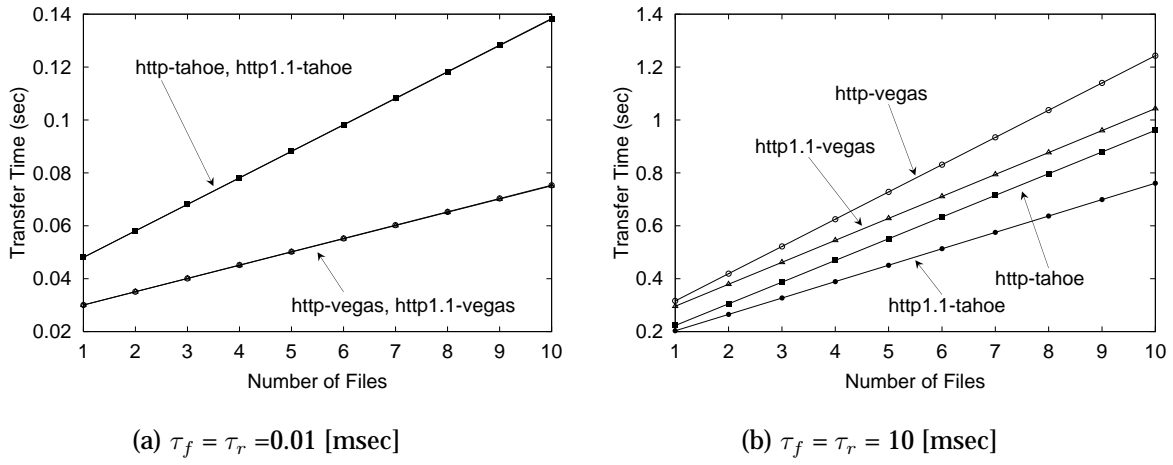 0.14
0.12
0.1
0.08
0.06
0.04
0.02
Transfer Time (sec)
http-tahoe, http1.1-tahoe
http-vegas, http1.1-vegas
1 2 3 4 5 6 7 8 9 10
Number of Files
(a) τf = τr =0.01 [msec]
1.4
1.2
1
0.8
0.6
0.4
0.2
Transfer Time (sec)
http-vegas
http1.1-vegas
http-tahoe
http1.1-tahoe
1 2 3 4 5 6 7 8 9 10
Number of Files
(b) τf = τr = 10 [msec]